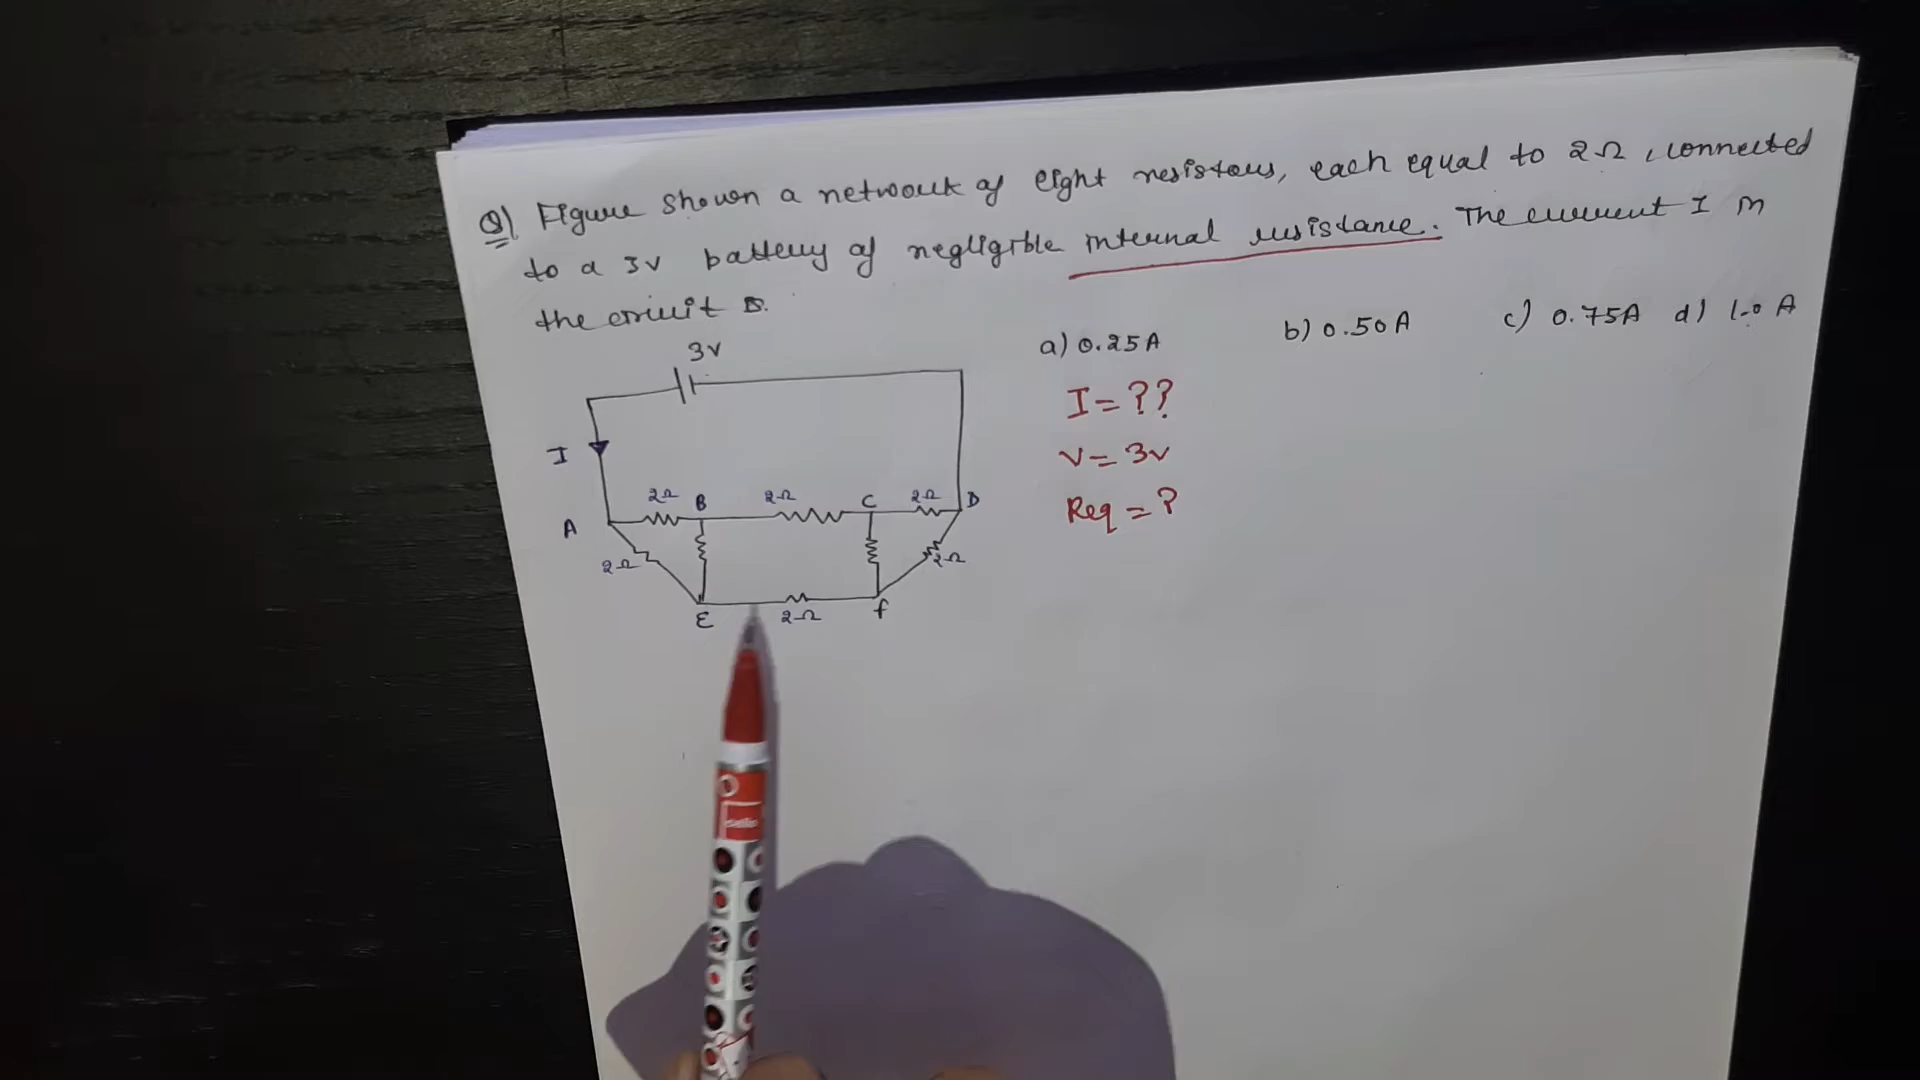 Q) Figure shown a network of eight resistors, each equal to 2Ω, connected
to a 3V battery of negligible internal resistance. The current I in
the circuit is.
a) 0.25A b) 0.50A c) 0.75A d) 1.0 A
3V
I = ??
I
V = 3V
2Ω B 2Ω C 2Ω D
Req = ?
A
2Ω 2Ω
E 2Ω F
cello